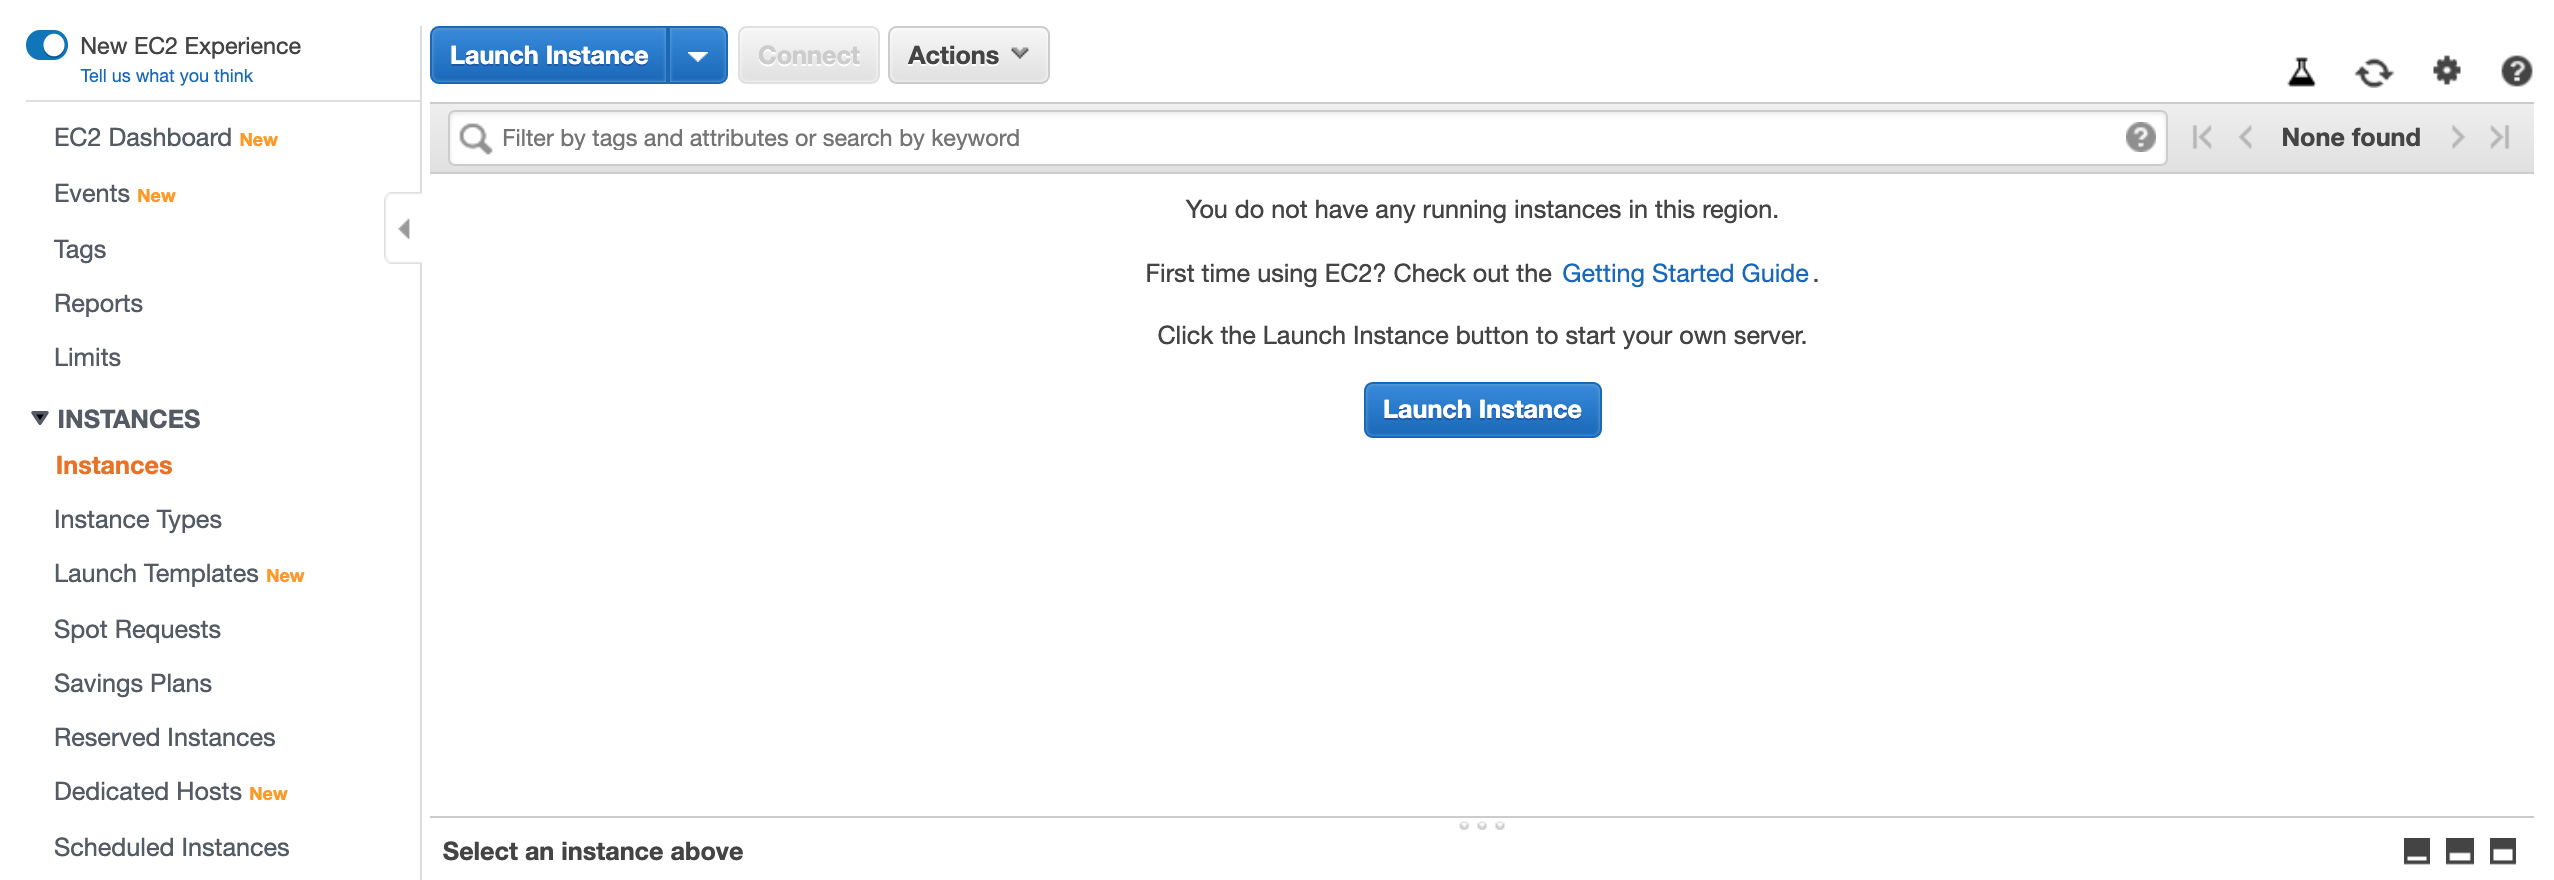 New EC2 Experience
Tell us what you think
EC2 Dashboard New
Events New
Tags
Reports
Limits
INSTANCES
Instances
Instance Types
Launch Templates New
Spot Requests
Savings Plans
Reserved Instances
Dedicated Hosts New
Scheduled Instances
Launch Instance Connect Actions
Filter by tags and attributes or search by keyword None found
You do not have any running instances in this region.
First time using EC2? Check out the Getting Started Guide.
Click the Launch Instance button to start your own server.
Launch Instance
Select an instance above